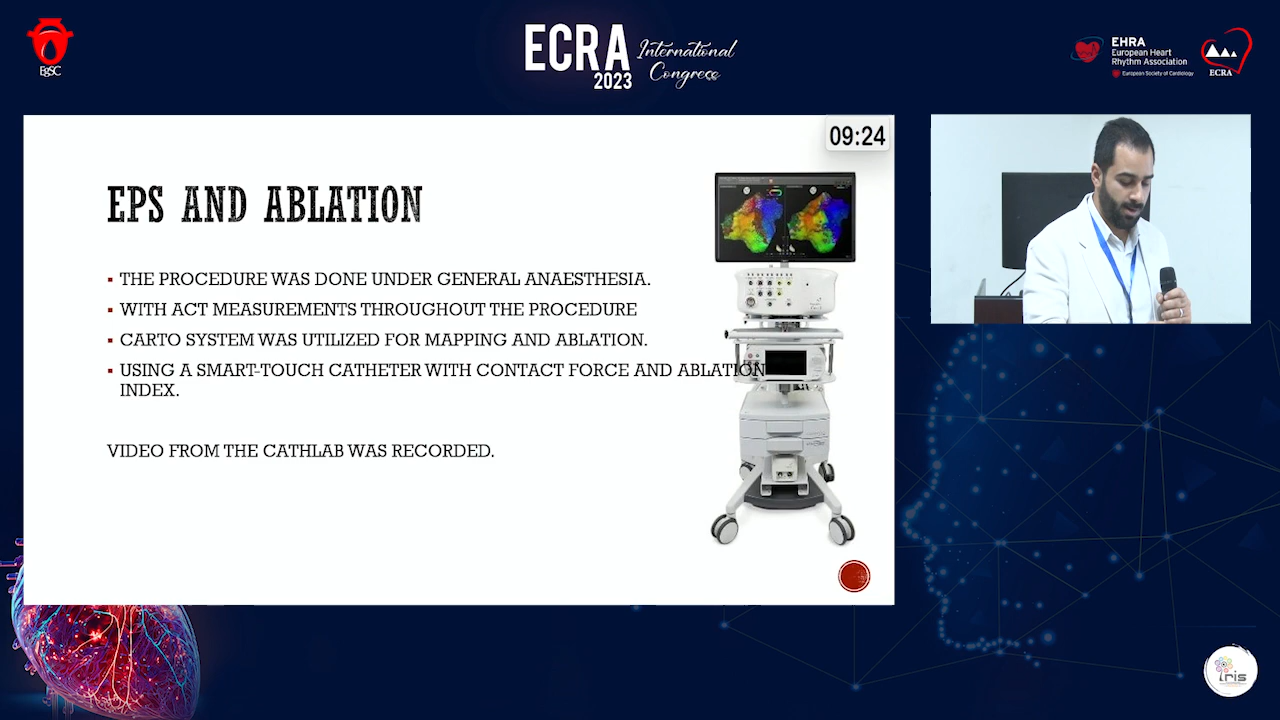 EgSC
ECRA
2023
International
Congress
EHRA
European Heart
Rhythm Association
European Society of Cardiology
ECRA
09:24
EPS AND ABLATION
▪ THE PROCEDURE WAS DONE UNDER GENERAL ANAESTHESIA.
▪ WITH ACT MEASUREMENTS THROUGHOUT THE PROCEDURE
▪ CARTO SYSTEM WAS UTILIZED FOR MAPPING AND ABLATION.
▪ USING A SMART-TOUCH CATHETER WITH CONTACT FORCE AND ABLATION
INDEX.
VIDEO FROM THE CATHLAB WAS RECORDED.
iris